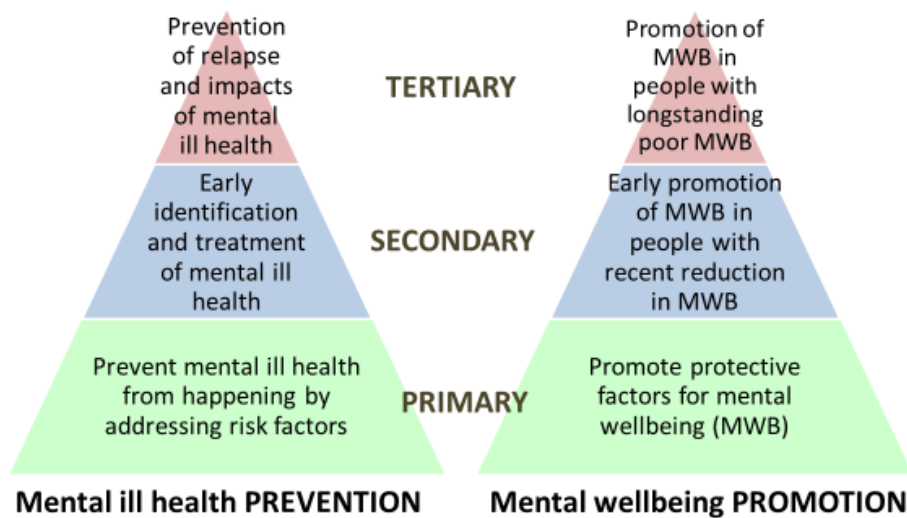 Prevention
of relapse
and impacts
of mental
ill health
TERTIARY
Promotion of
MWB in
people with
longstanding
poor MWB
Early
identification
and treatment
of mental ill
health
SECONDARY
Early promotion
of MWB in
people with
recent reduction
in MWB
Prevent mental ill health
from happening by
addressing risk factors
PRIMARY
Promote protective
factors for mental
wellbeing (MWB)
Mental ill health PREVENTION
Mental wellbeing PROMOTION